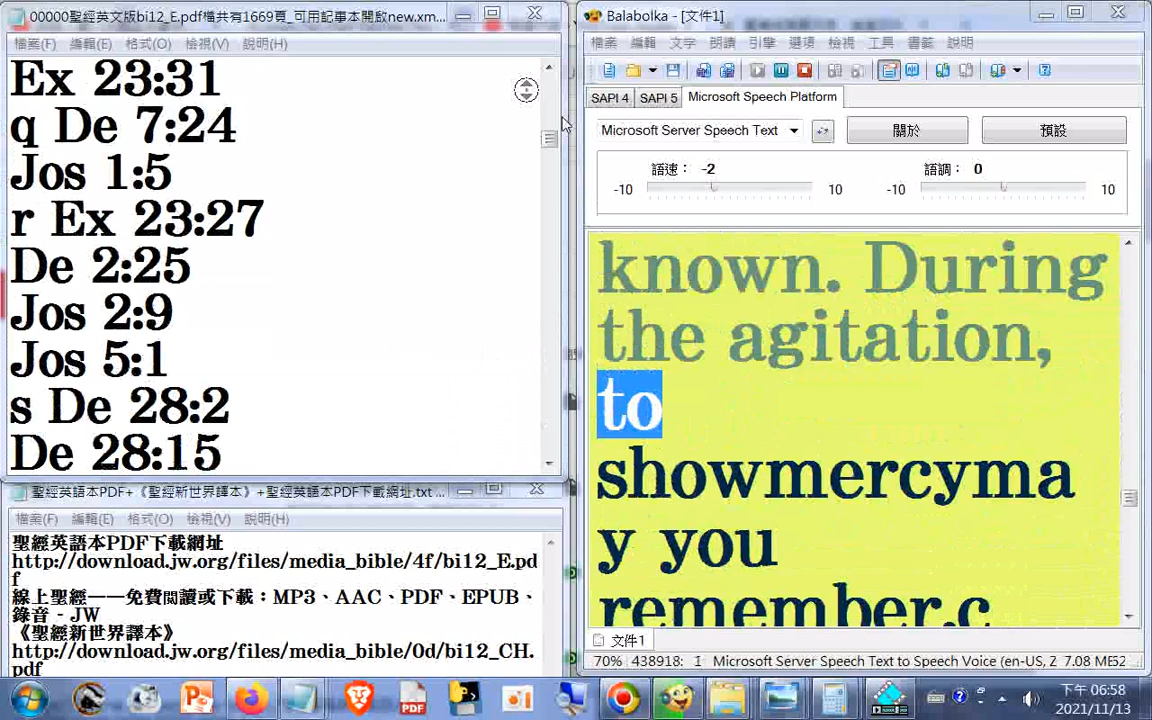 00000聖經英文版bi12_E.pdf檔共有1669頁_可用記事本開啟new.xm...
檔案(F) 編輯(E) 格式(O) 檢視(V) 說明(H)
Ex 23:31
q De 7:24
Jos 1:5
r Ex 23:27
De 2:25
Jos 2:9
Jos 5:1
s De 28:2
De 28:15
聖經英語本PDF+《聖經新世界譯本》+聖經英語本PDF下載網址.txt ...
檔案(F) 編輯(E) 格式(O) 檢視(V) 說明(H)
聖經英語本PDF下載網址
http://download.jw.org/files/media_bible/4f/bi12_E.pd
f
線上聖經——免費閱讀或下載：MP3、AAC、PDF、EPUB、
錄音 - JW
《聖經新世界譯本》
http://download.jw.org/files/media_bible/0d/bi12_CH.
pdf
Balabolka - [文件1]
檔案 編輯 文字 朗讀 引擎 選項 檢視 工具 書籤 說明
SAPI 4 SAPI 5 Microsoft Speech Platform
Microsoft Server Speech Text 關於 預設
語速： -2 語調： 0
-10 10 -10 10
known. During
the agitation,
to
showmercyma
y you
remember.c
文件1
70% 438918: 1 Microsoft Server Speech Text to Speech Voice (en-US, Z 7.08 ME52
下午 06:58
2021/11/13